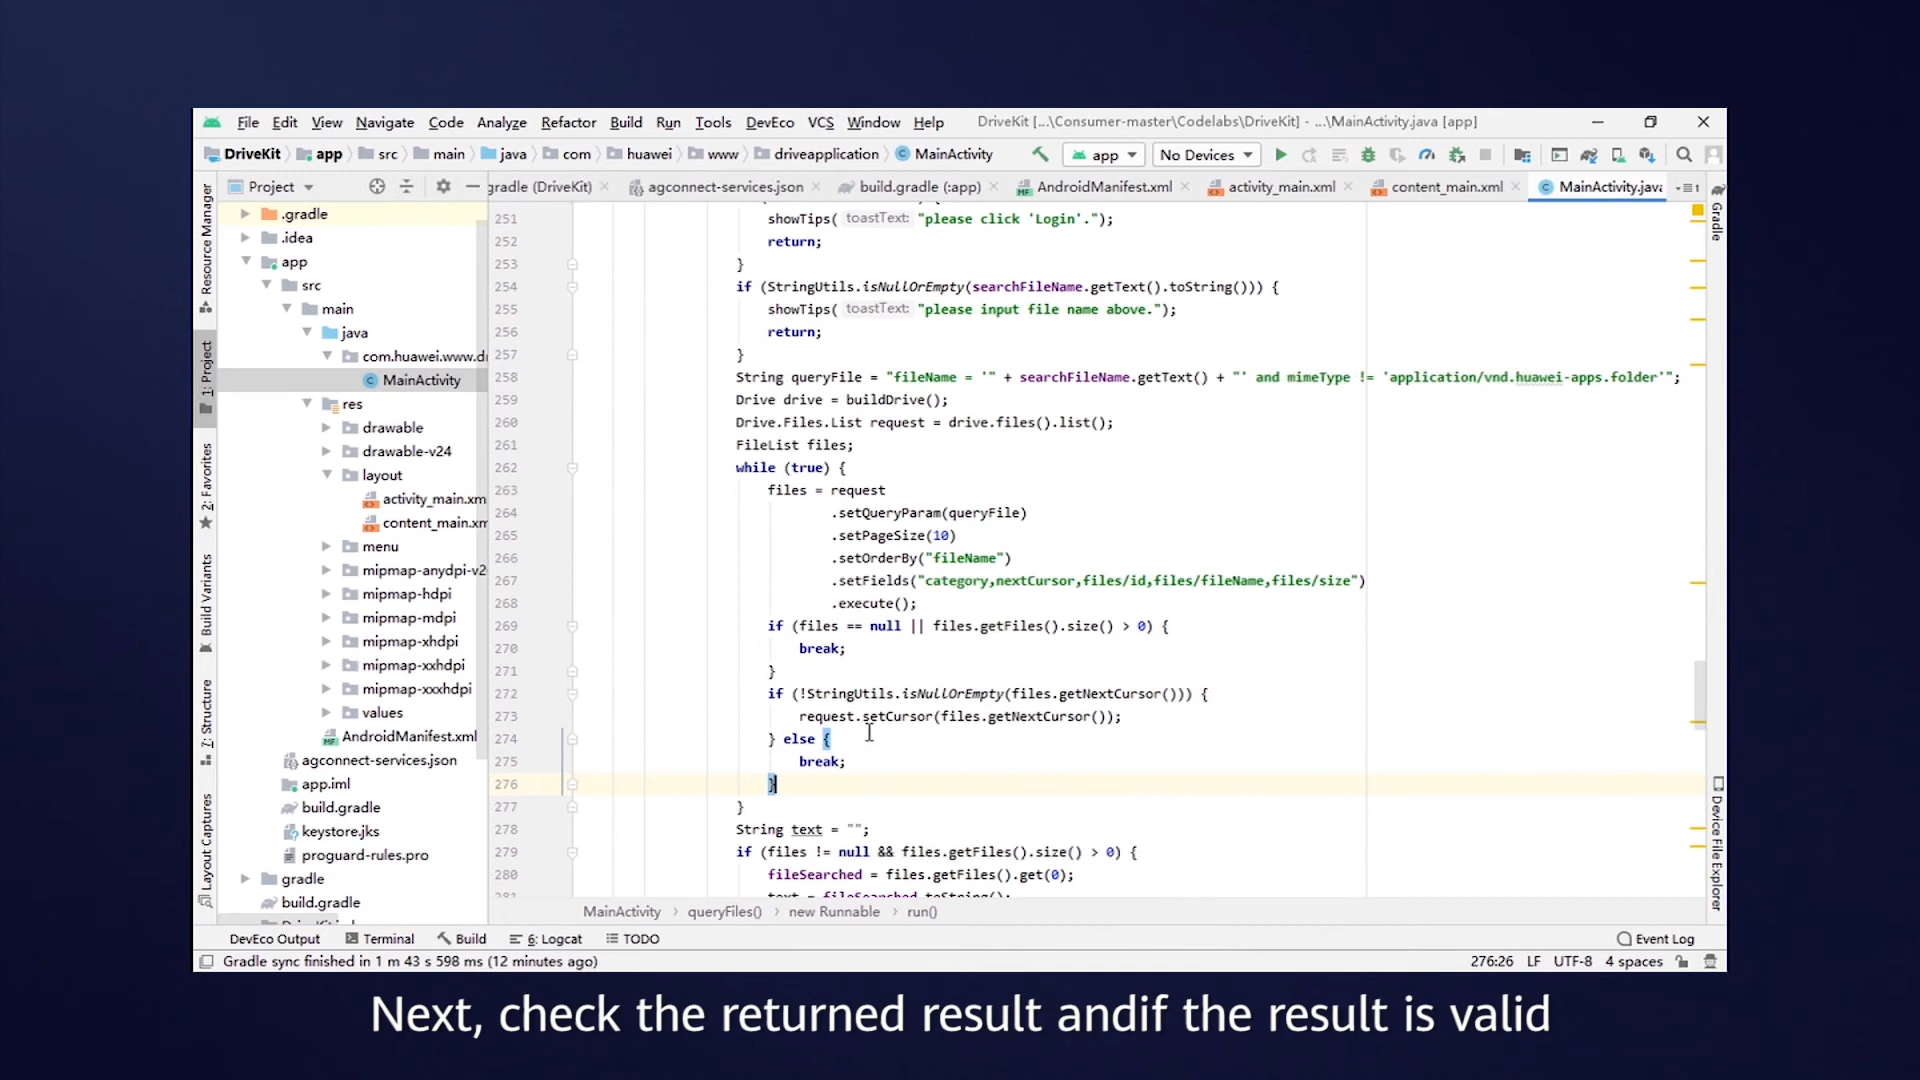 File Edit View Navigate Code Analyze Refactor Build Run Tools DevEco VCS Window Help DriveKit [...\Consumer-master\Codelabs\DriveKit] - ...\MainActivity.java [app]
DriveKit app src main java com huawei www driveapplication MainActivity app No Devices
Project gradle (DriveKit) agconnect-services.json build.gradle (:app) AndroidManifest.xml activity_main.xml content_main.xml MainActivity.java
Resource Manager
1: Project
2: Favorites
Build Variants
7: Structure
Layout Captures
.gradle
.idea
app
src
main
java
com.huawei.www.dr
MainActivity
res
drawable
drawable-v24
layout
activity_main.xm
content_main.xm
menu
mipmap-anydpi-v2
mipmap-hdpi
mipmap-mdpi
mipmap-xhdpi
mipmap-xxhdpi
mipmap-xxxhdpi
values
AndroidManifest.xml
agconnect-services.json
app.iml
build.gradle
keystore.jks
proguard-rules.pro
gradle
build.gradle
251 showTips( toastText: "please click 'Login'.");
252 return;
253 }
254 if (StringUtils.isNullOrEmpty(searchFileName.getText().toString())) {
255 showTips( toastText: "please input file name above.");
256 return;
257 }
258 String queryFile = "fileName = '" + searchFileName.getText() + "' and mimeType != 'application/vnd.huawei-apps.folder'";
259 Drive drive = buildDrive();
260 Drive.Files.List request = drive.files().list();
261 FileList files;
262 while (true) {
263 files = request
264 .setQueryParam(queryFile)
265 .setPageSize(10)
266 .setOrderBy("fileName")
267 .setFields("category,nextCursor,files/id,files/fileName,files/size")
268 .execute();
269 if (files == null || files.getFiles().size() > 0) {
270 break;
271 }
272 if (!StringUtils.isNullOrEmpty(files.getNextCursor())) {
273 request.setCursor(files.getNextCursor());
274 } else {
275 break;
276 }
277 }
278 String text = "";
279 if (files != null && files.getFiles().size() > 0) {
280 fileSearched = files.getFiles().get(0);
281 text = fileSearched.toString();
Gradle
Device File Explorer
MainActivity queryFiles() new Runnable run()
DevEco Output Terminal Build 6: Logcat TODO Event Log
Gradle sync finished in 1 m 43 s 598 ms (12 minutes ago) 276:26 LF UTF-8 4 spaces
Next, check the returned result andif the result is valid